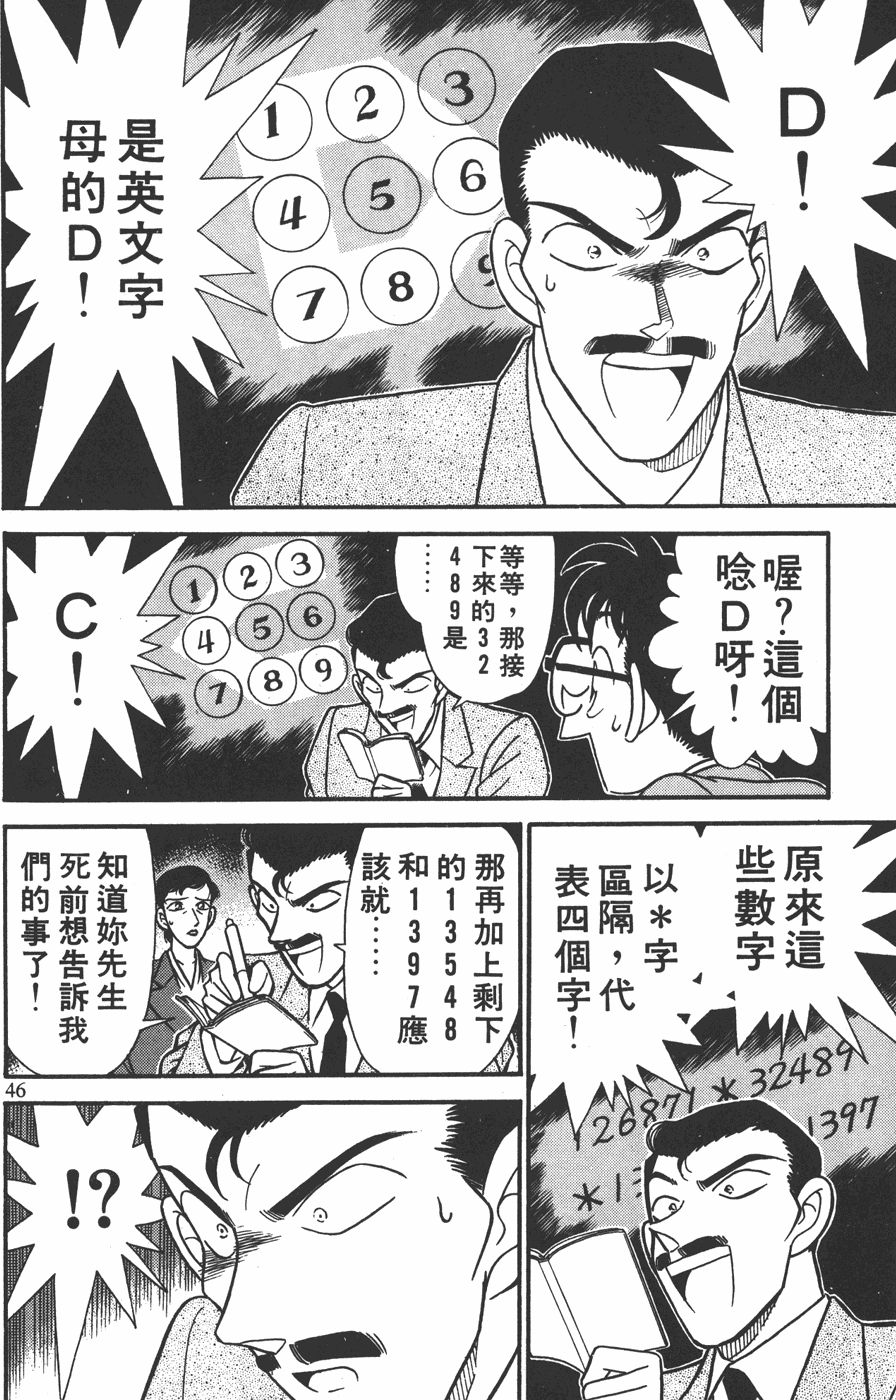 D！
是英文字
母的D！
1 2 3
4 5 6
7 8 9
喔？這個
唸D呀！
等等，那接
下來的32
489是
……
C！
1 2 3
4 5 6
7 8 9
原來這
些數字
以＊字
區隔，代
表四個字！
126871*32489
*13
1397
那再加上剩下
的13548
和1397應
該就……
知道妳先生
死前想告訴我
們的事了！
!?
46